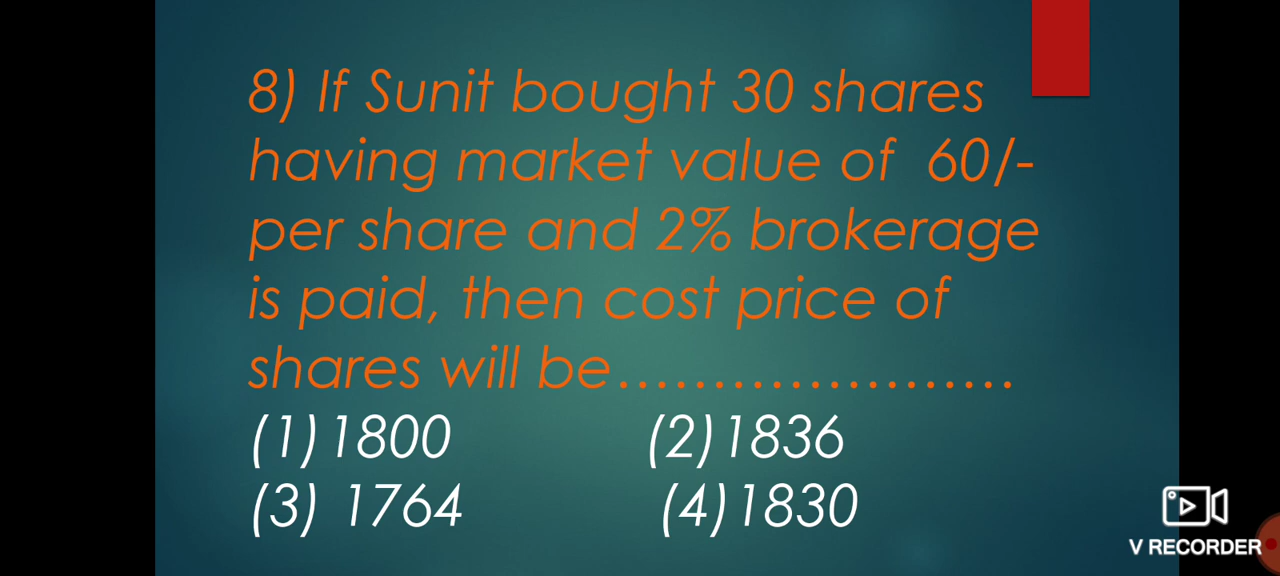 8) If Sunit bought 30 shares
having market value of 60/-
per share and 2% brokerage
is paid, then cost price of
shares will be.....................
(1)1800 (2)1836
(3) 1764 (4)1830
V RECORDER